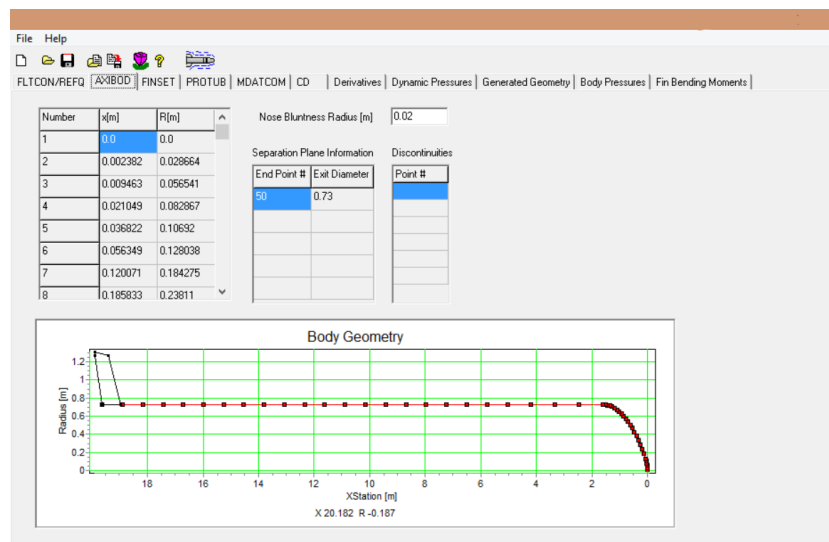 File Help
FLTCON/REFQ AXIBOD FINSET PROTUB MDATCOM CD Derivatives Dynamic Pressures Generated Geometry Body Pressures Fin Bending Moments
Number x[m] R[m]
1 0.0 0.0
2 0.002382 0.028664
3 0.009463 0.056541
4 0.021049 0.082867
5 0.036822 0.10692
6 0.056349 0.128038
7 0.120071 0.184275
8 0.185833 0.23811
Nose Bluntness Radius [m] 0.02
Separation Plane Information
End Point # Exit Diameter
50 0.73
Discontinuities
Point #
Body Geometry
Radius [m]
1.2
1
0.8
0.6
0.4
0.2
0
18 16 14 12 10 8 6 4 2 0
XStation [m]
X 20.182 R -0.187